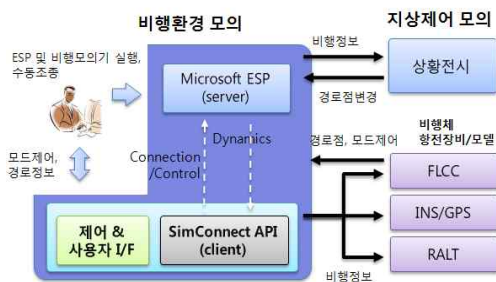 비행환경 모의
지상제어 모의
ESP 및 비행모의기 실행,
수동조종
Microsoft ESP
(server)
비행정보
상황전시
경로점변경
Dynamics
Connection
/Control
모드제어,
경로정보
경로점, 모드제어
비행체
항전장비/모델
FLCC
INS/GPS
RALT
제어 &
사용자 I/F
SimConnect API
(client)
비행정보